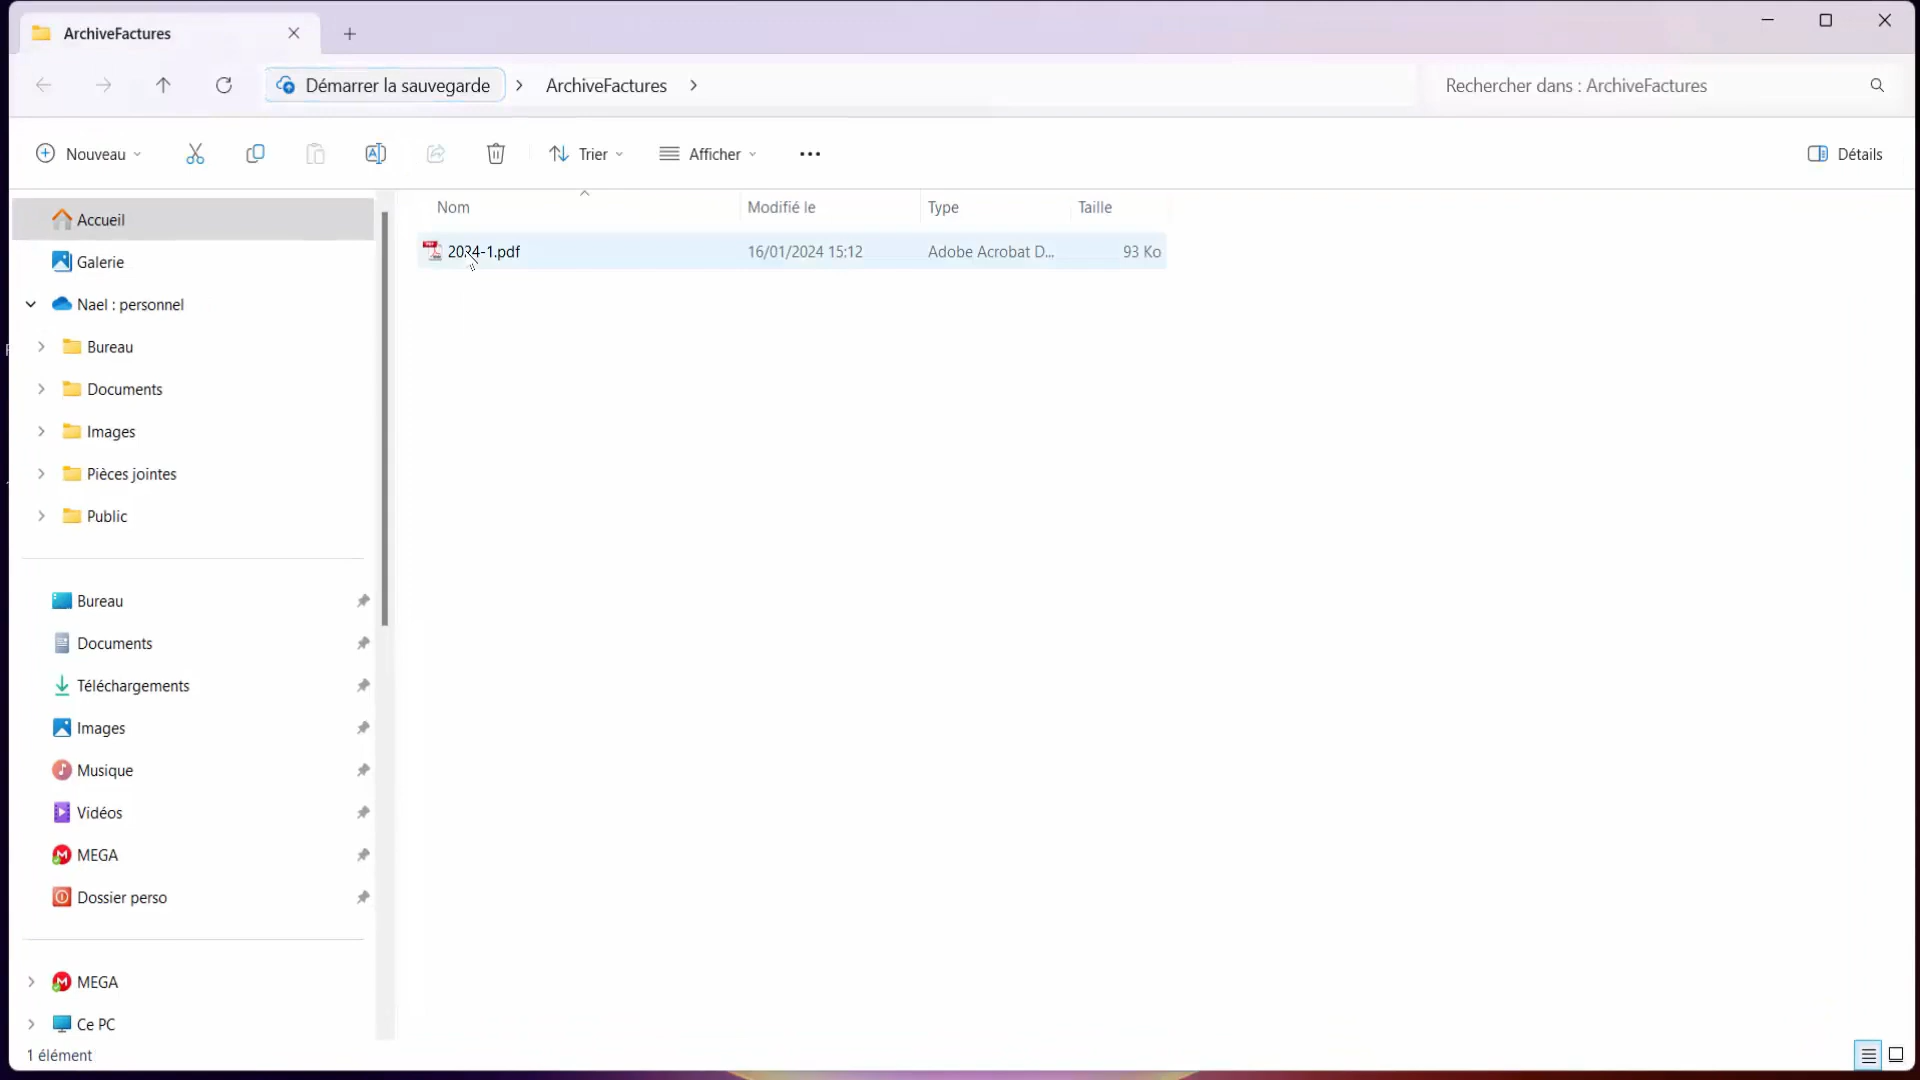 ArchiveFactures
Démarrer la sauvegarde > ArchiveFactures >
Rechercher dans : ArchiveFactures
Nouveau
Trier
Afficher
Détails
Nom Modifié le Type Taille
2024-1.pdf 16/01/2024 15:12 Adobe Acrobat D... 93 Ko
Accueil
Galerie
Nael : personnel
Bureau
Documents
Images
Pièces jointes
Public
Bureau
Documents
Téléchargements
Images
Musique
Vidéos
MEGA
Dossier perso
MEGA
Ce PC
1 élément